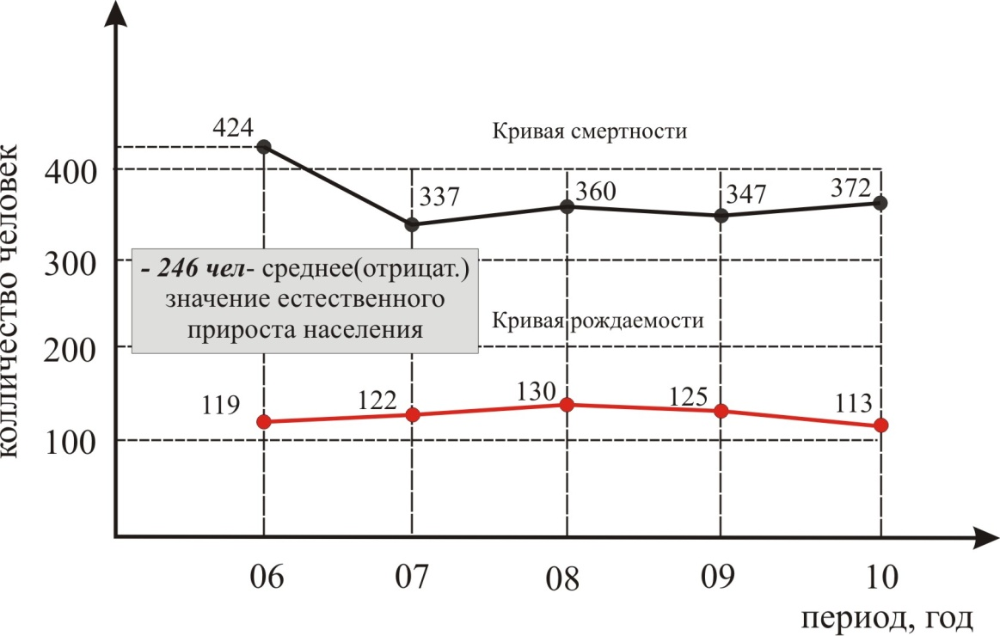 колличество человек
424
Кривая смертности
400
337
360
347
372
300
- 246 чел- среднее(отрицат.)
значение естественного
прироста населения
Кривая рождаемости
200
119
122
130
125
113
100
06 07 08 09 10
период, год